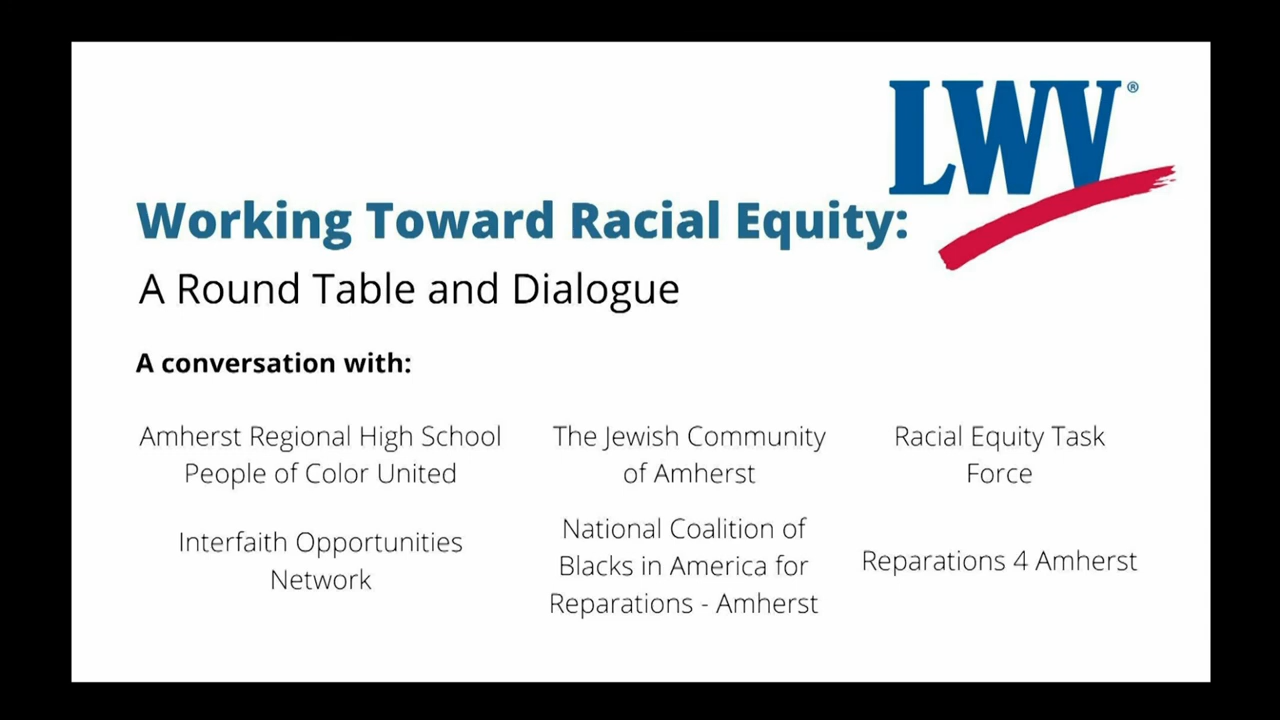 LWV®
Working Toward Racial Equity:
A Round Table and Dialogue
A conversation with:
Amherst Regional High School
People of Color United
The Jewish Community
of Amherst
Racial Equity Task
Force
Interfaith Opportunities
Network
National Coalition of
Blacks in America for
Reparations - Amherst
Reparations 4 Amherst